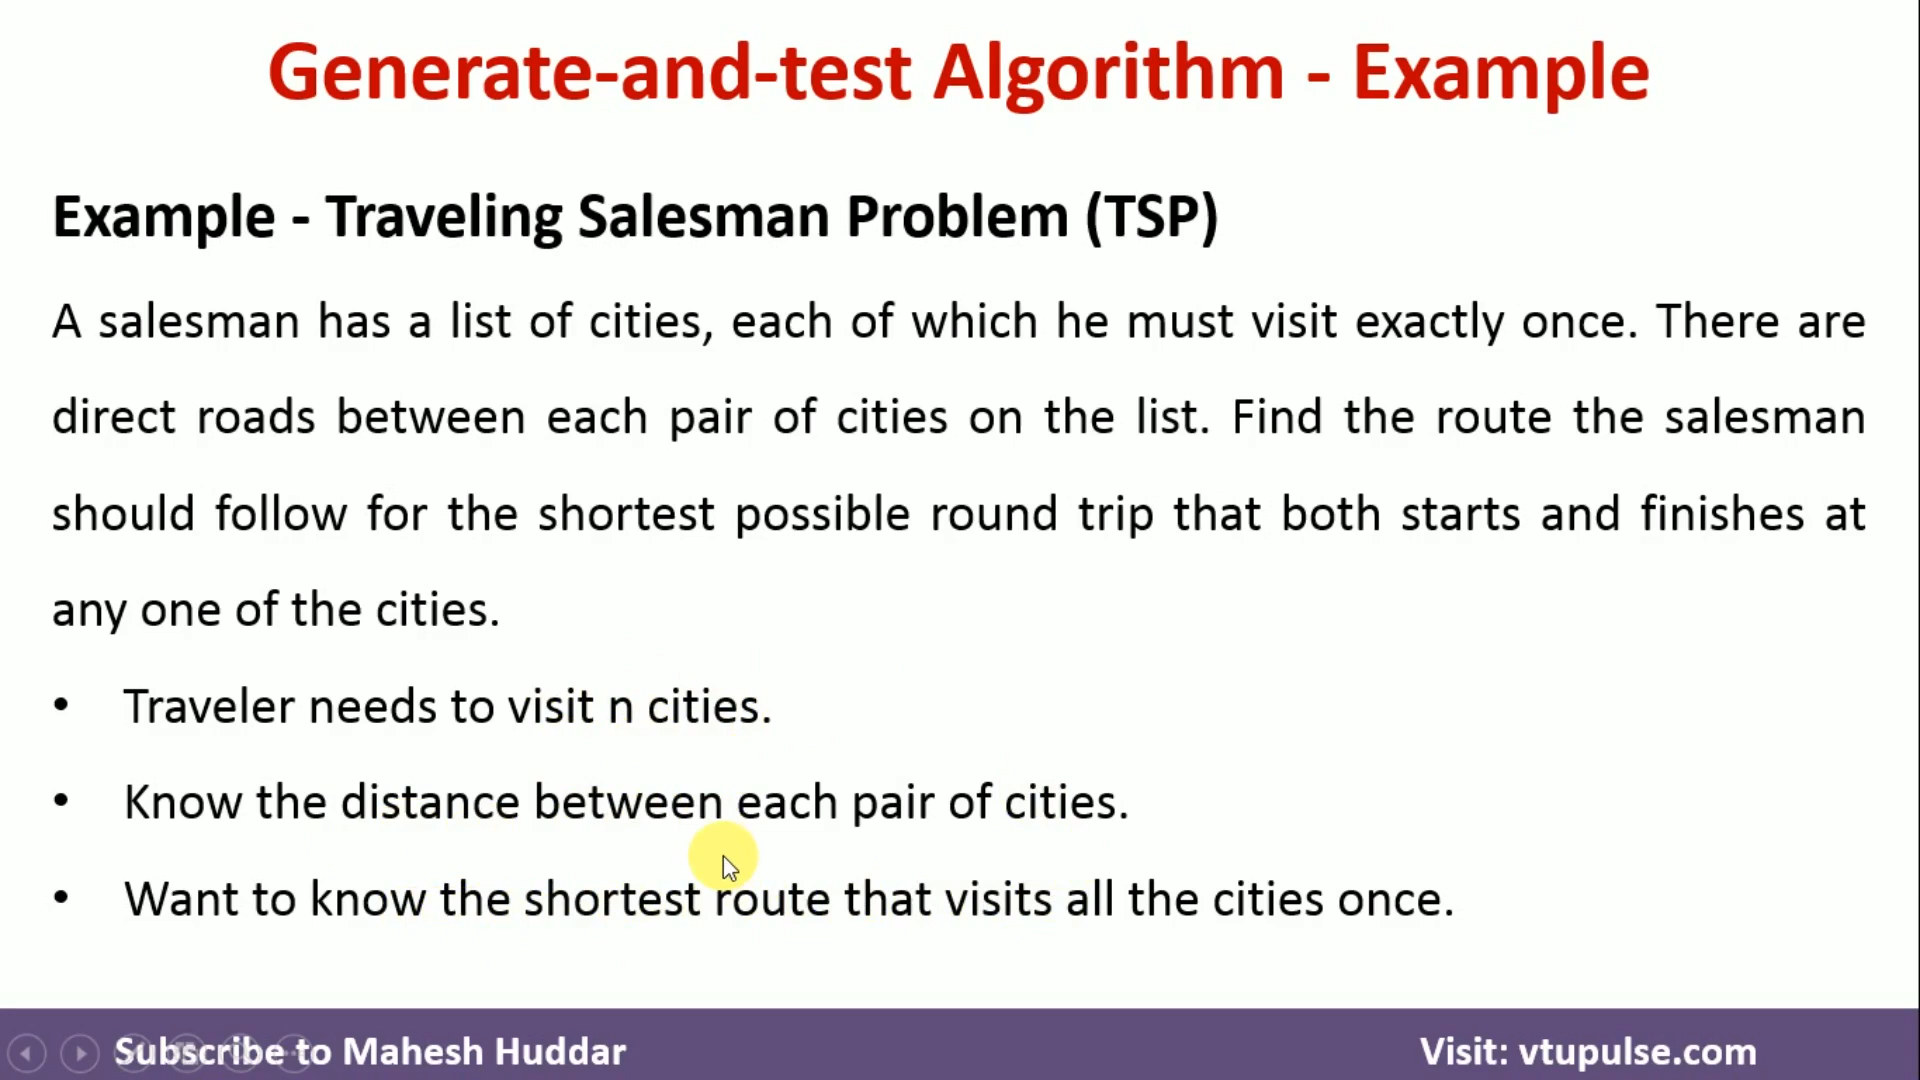 Generate-and-test Algorithm - Example
Example - Traveling Salesman Problem (TSP)
A salesman has a list of cities, each of which he must visit exactly once. There are
direct roads between each pair of cities on the list. Find the route the salesman
should follow for the shortest possible round trip that both starts and finishes at
any one of the cities.
• Traveler needs to visit n cities.
• Know the distance between each pair of cities.
• Want to know the shortest route that visits all the cities once.
Subscribe to Mahesh Huddar
Visit: vtupulse.com